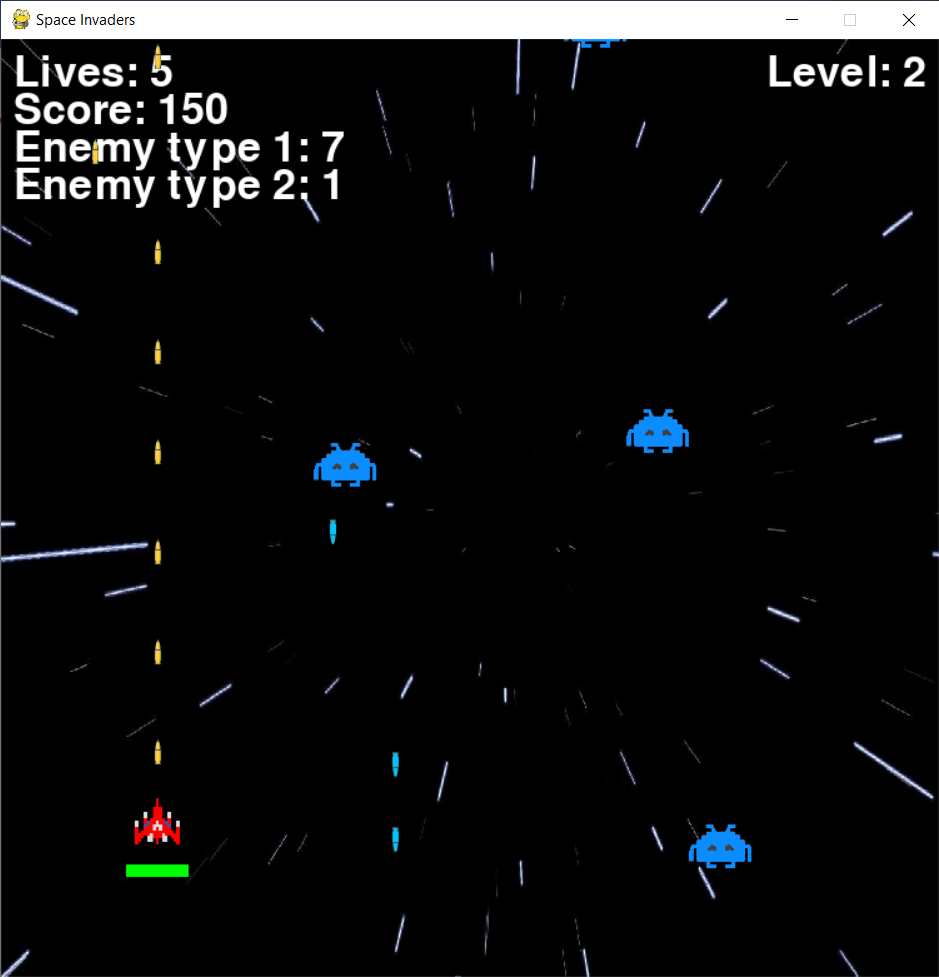 Space Invaders
Lives: 5
Level: 2
Score: 150
Enemy type 1: 7
Enemy type 2: 1